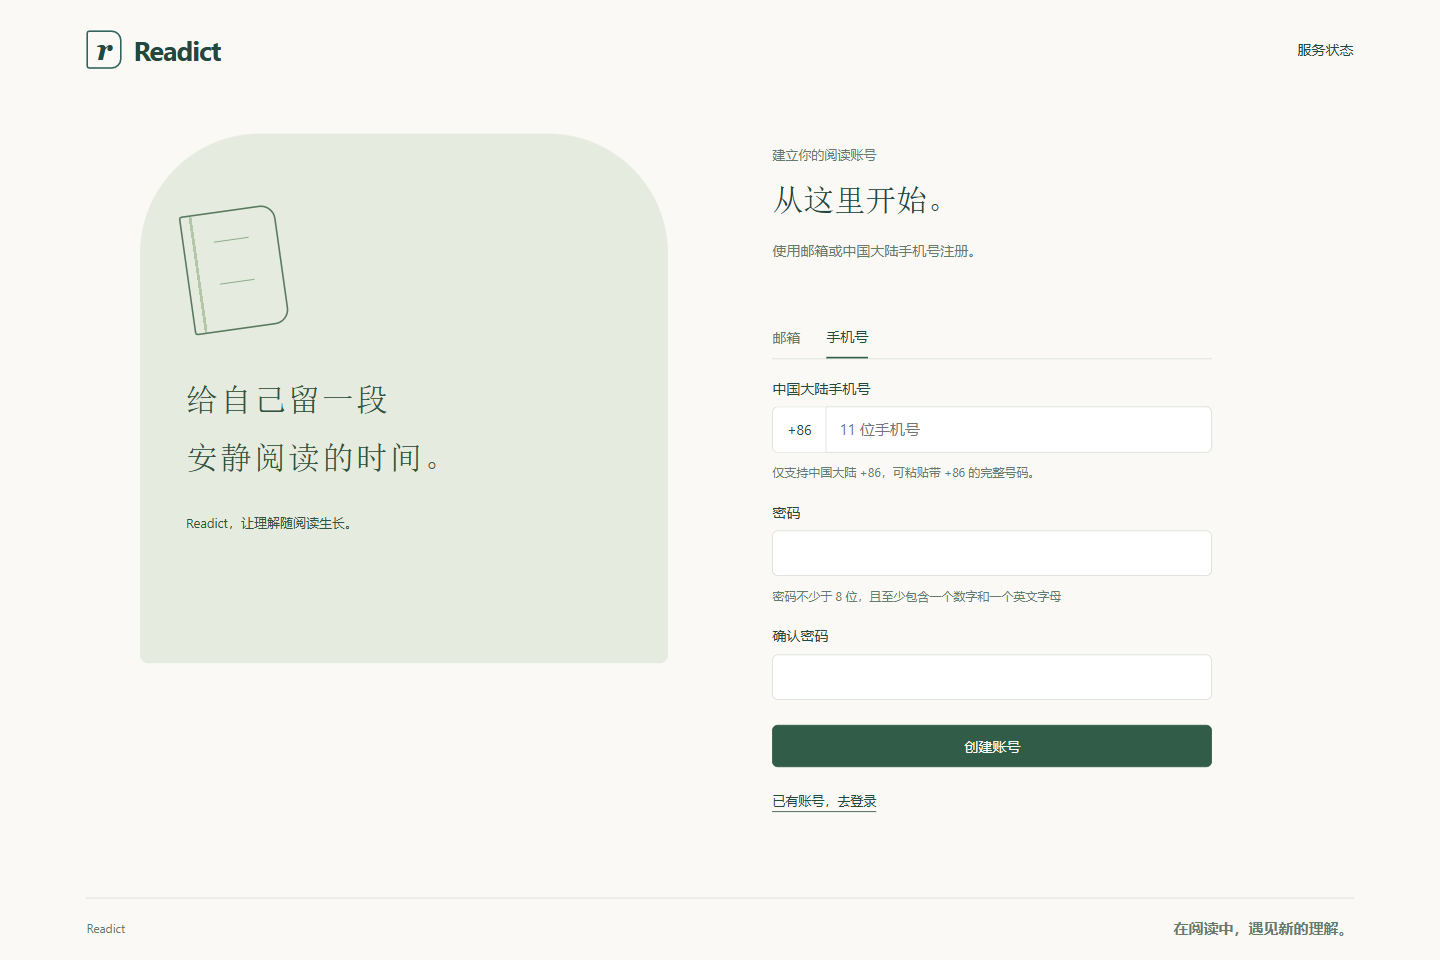 r Readict
服务状态
给自己留一段
安静阅读的时间。
Readict，让理解随阅读生长。
建立你的阅读账号
从这里开始。
使用邮箱或中国大陆手机号注册。
邮箱 手机号
中国大陆手机号
+86 11 位手机号
仅支持中国大陆 +86，可粘贴带 +86 的完整号码。
密码
密码不少于 8 位，且至少包含一个数字和一个英文字母
确认密码
创建账号
已有账号，去登录
Readict
在阅读中，遇见新的理解。